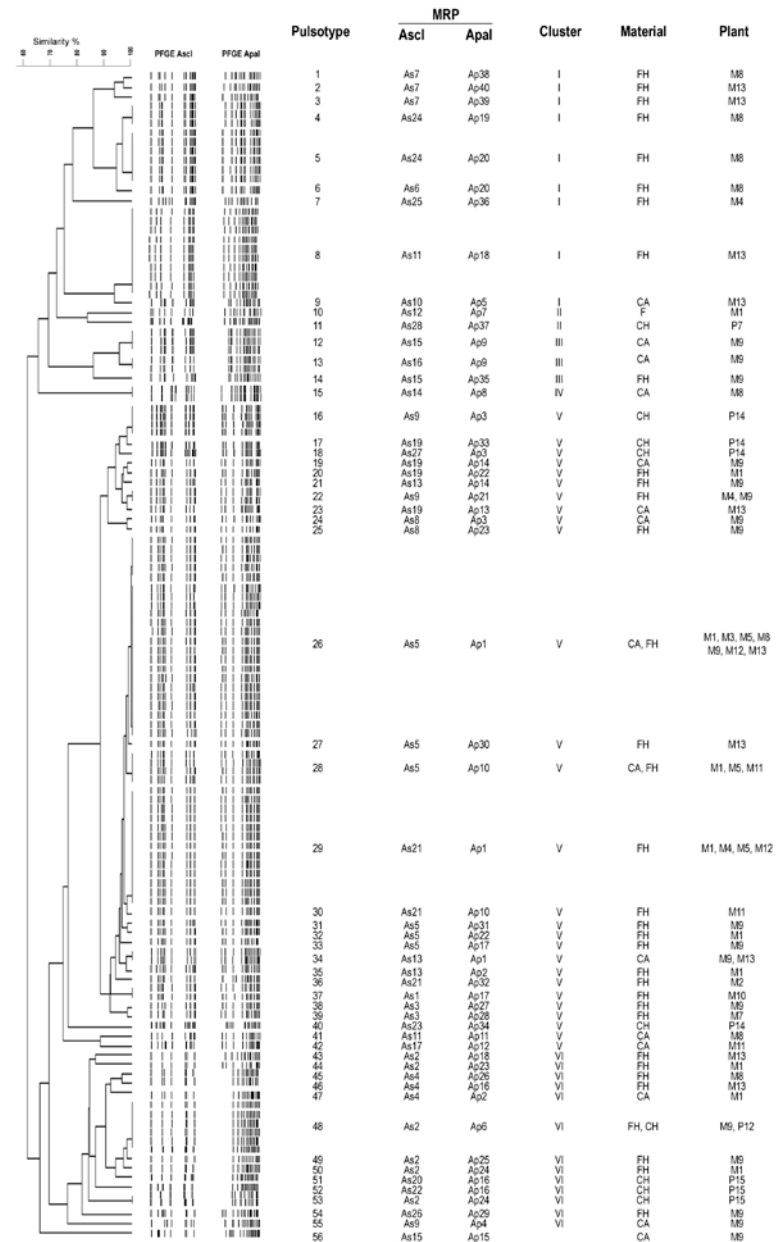 MRP
Pulsotype AscI ApaI Cluster Material Plant
Similarity %
60 70 80 90 100
PFGE AscI PFGE ApaI
1 As7 Ap38 I FH M8
2 As7 Ap40 I FH M13
3 As7 Ap39 I FH M13
4 As24 Ap19 I FH M8
5 As24 Ap20 I FH M8
6 As6 Ap20 I FH M8
7 As25 Ap36 I FH M4
8 As11 Ap18 I FH M13
9 As10 Ap5 I CA M13
10 As12 Ap7 II F M1
11 As28 Ap37 II CH P7
12 As15 Ap9 III CA M9
13 As16 Ap9 III CA M9
14 As15 Ap35 III FH M9
15 As14 Ap8 IV CA M8
16 As9 Ap3 V CH P14
17 As19 Ap33 V CH P14
18 As27 Ap3 V CH P14
19 As19 Ap14 V CA M9
20 As19 Ap22 V FH M1
21 As13 Ap14 V FH M9
22 As9 Ap21 V FH M4, M9
23 As19 Ap13 V CA M13
24 As8 Ap3 V CA M9
25 As8 Ap23 V FH M9
26 As5 Ap1 V CA, FH M1, M3, M5, M8
M9, M12, M13
27 As5 Ap30 V FH M13
28 As5 Ap10 V CA, FH M1, M5, M11
29 As21 Ap1 V FH M1, M4, M5, M12
30 As21 Ap10 V FH M11
31 As5 Ap31 V FH M9
32 As5 Ap22 V FH M1
33 As5 Ap17 V FH M9
34 As13 Ap1 V CA M9, M13
35 As13 Ap2 V FH M1
36 As21 Ap32 V FH M2
37 As1 Ap17 V FH M10
38 As3 Ap27 V FH M9
39 As3 Ap28 V FH M7
40 As23 Ap34 V CH P14
41 As11 Ap11 V CA M8
42 As17 Ap12 V CA M11
43 As2 Ap18 VI FH M13
44 As2 Ap23 VI FH M1
45 As4 Ap26 VI FH M8
46 As4 Ap16 VI FH M13
47 As4 Ap2 VI CA M1
48 As2 Ap6 VI FH, CH M9, P12
49 As2 Ap25 VI FH M9
50 As2 Ap24 VI FH M1
51 As20 Ap16 VI CH P15
52 As22 Ap16 VI CH P15
53 As2 Ap24 VI CH P15
54 As26 Ap29 VI FH M9
55 As9 Ap4 VI CA M9
56 As15 Ap15 CA M9